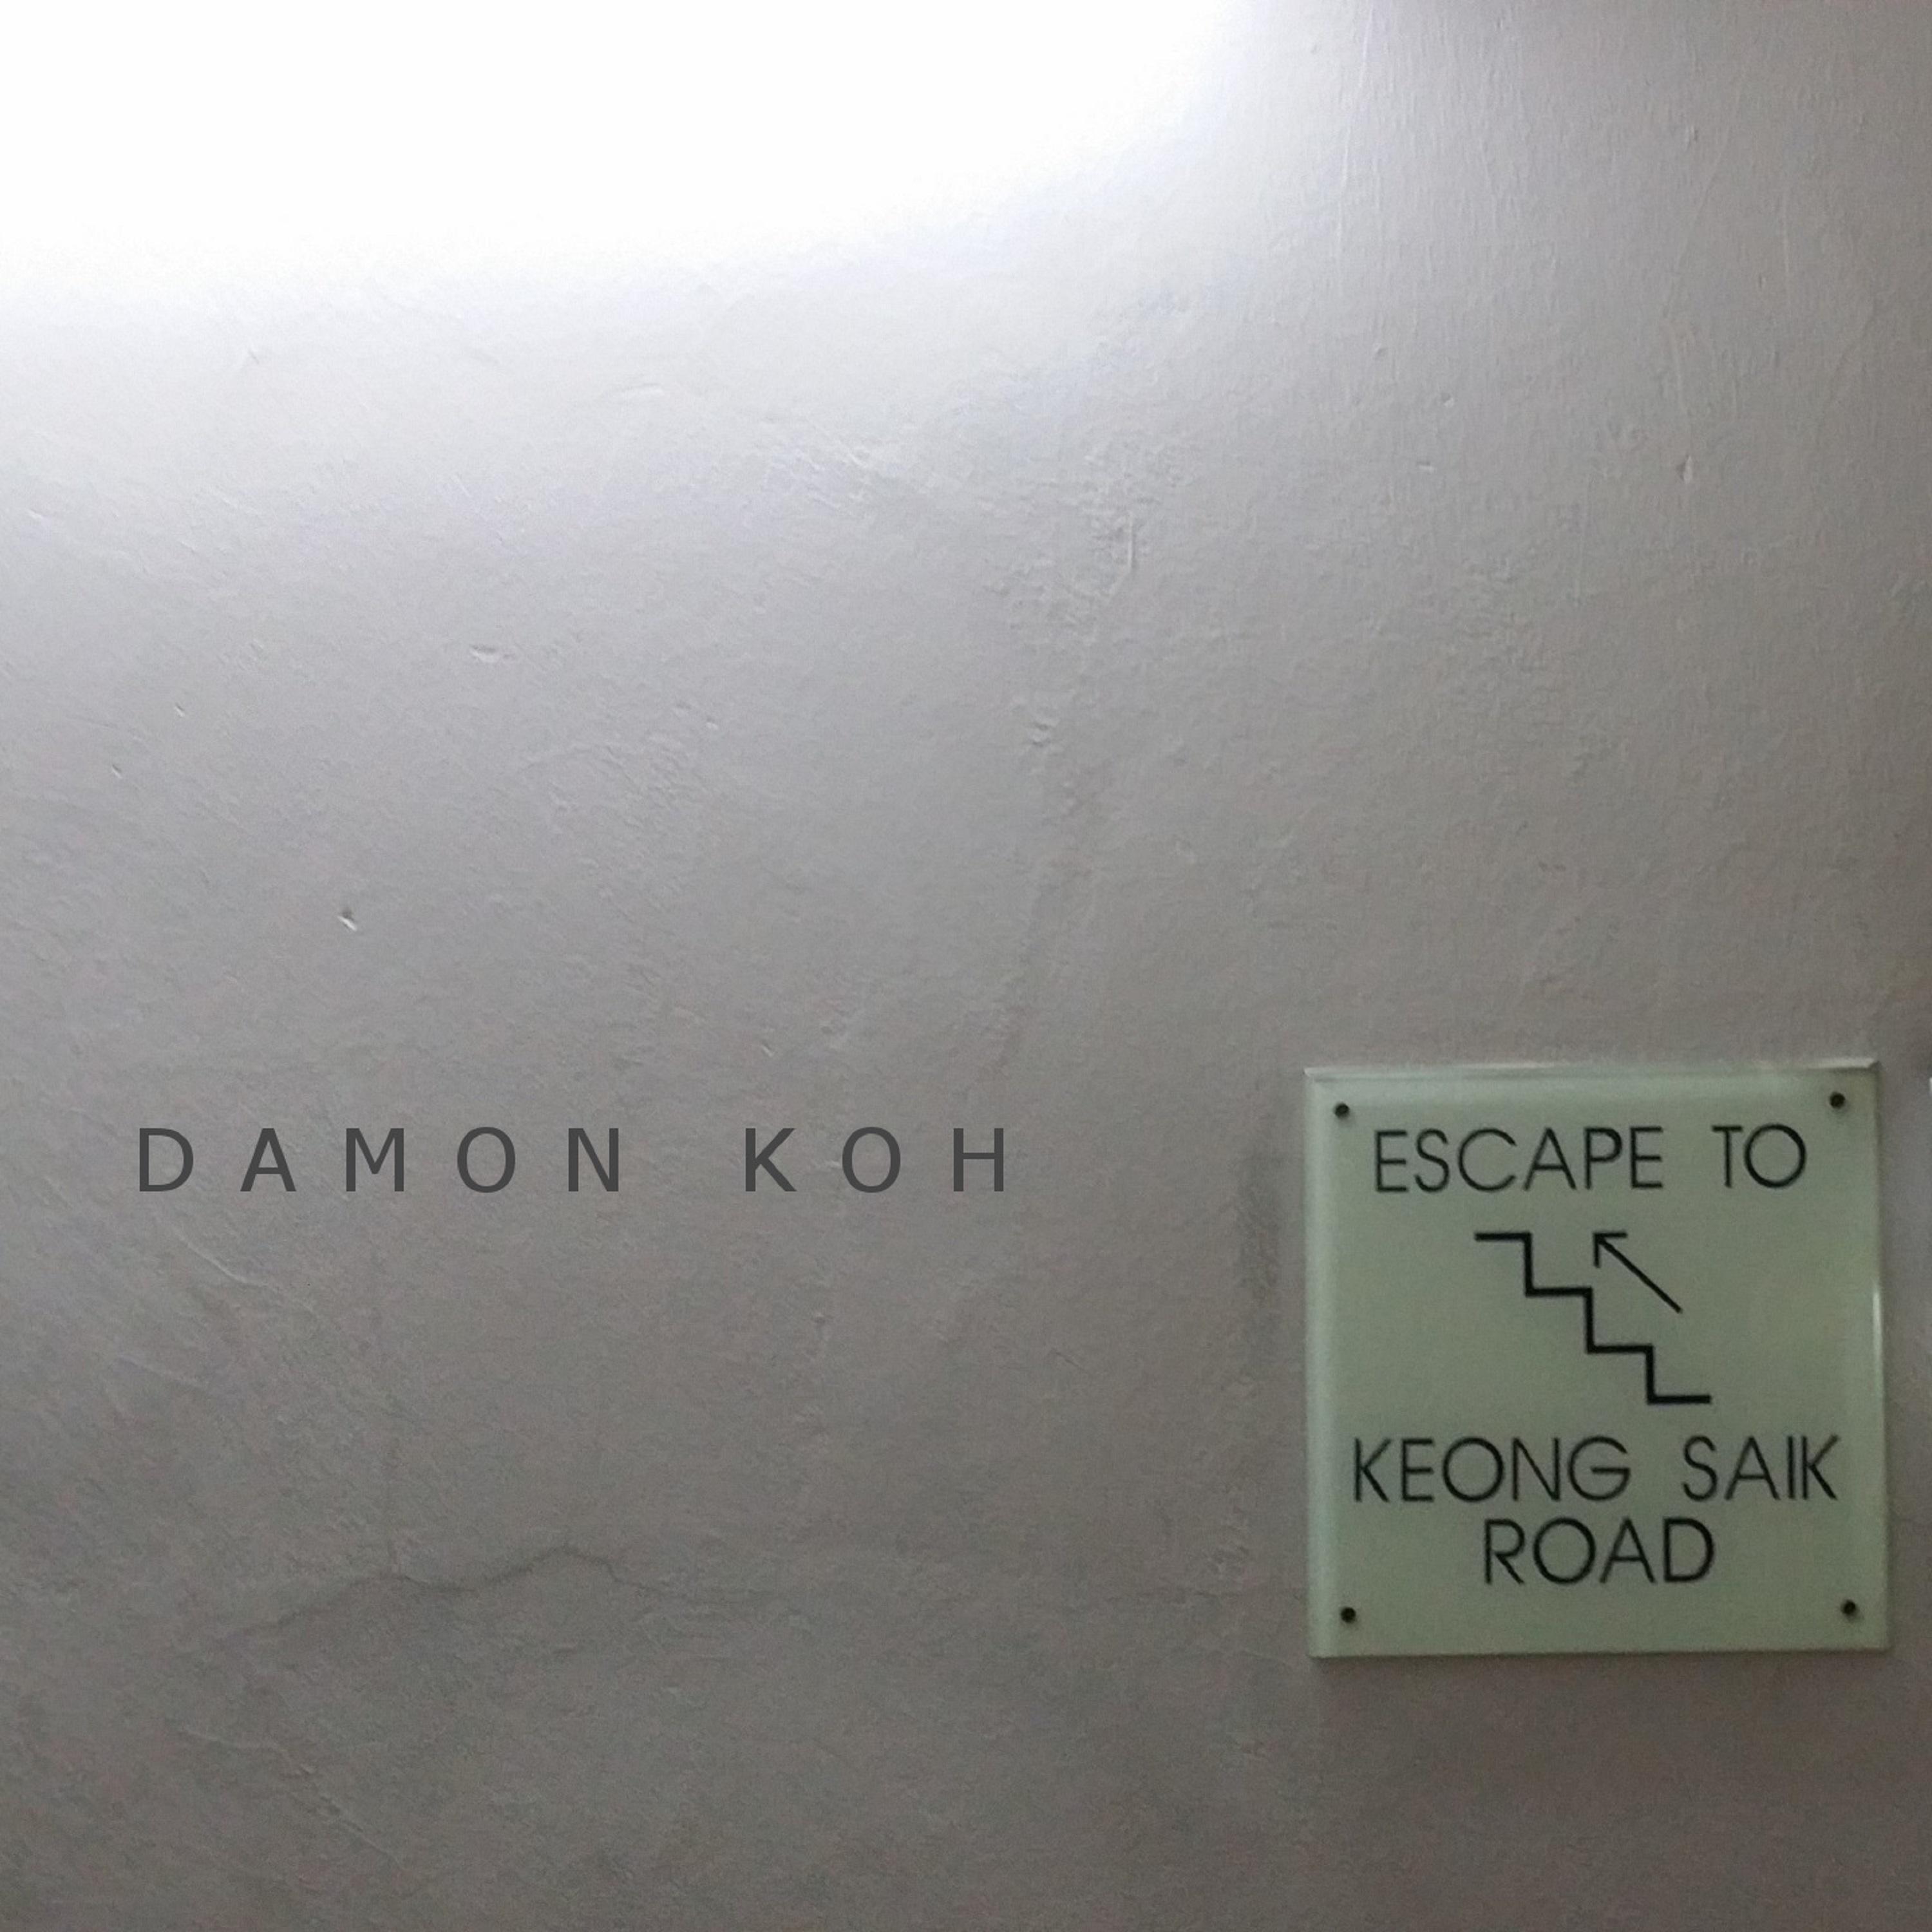 DAMON KOH
ESCAPE TO
KEONG SAIK
ROAD